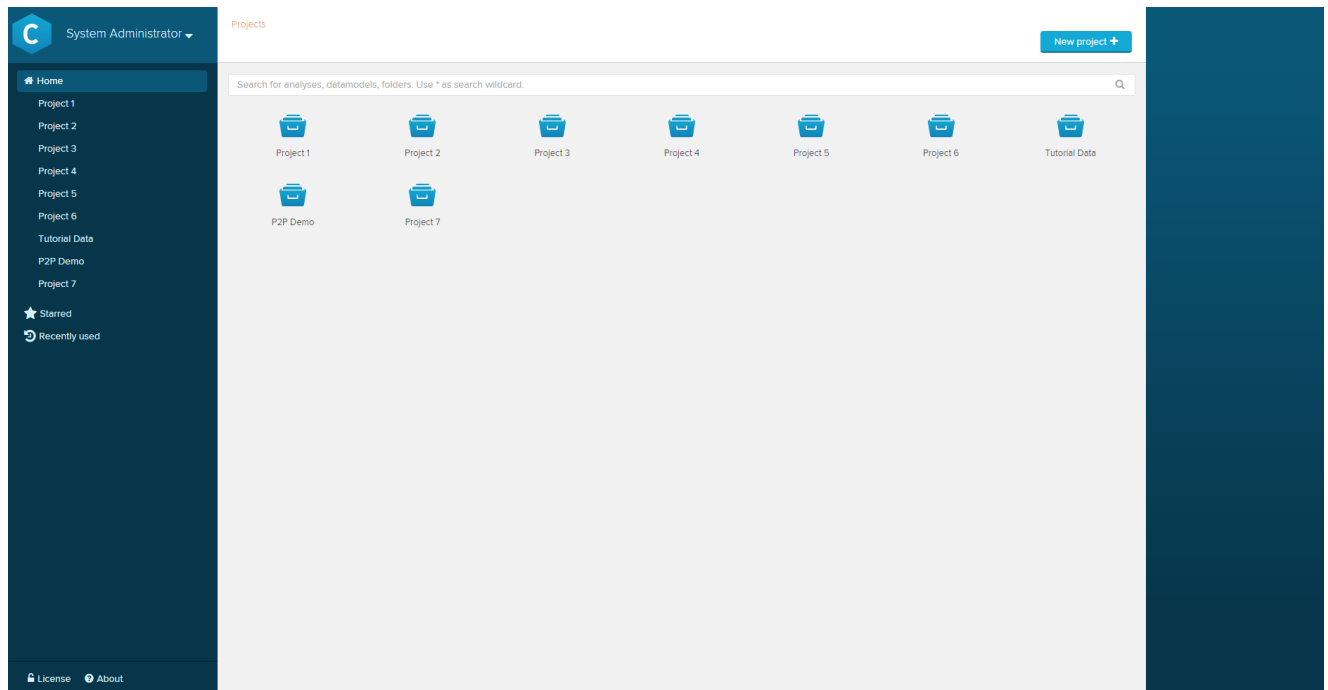 C
System Administrator
Home
Project 1
Project 2
Project 3
Project 4
Project 5
Project 6
Tutorial Data
P2P Demo
Project 7
Starred
Recently used
License About
Projects
New project +
Search for analyses, datamodels, folders. Use * as search wildcard.
Project 1 Project 2 Project 3 Project 4 Project 5 Project 6 Tutorial Data
P2P Demo Project 7